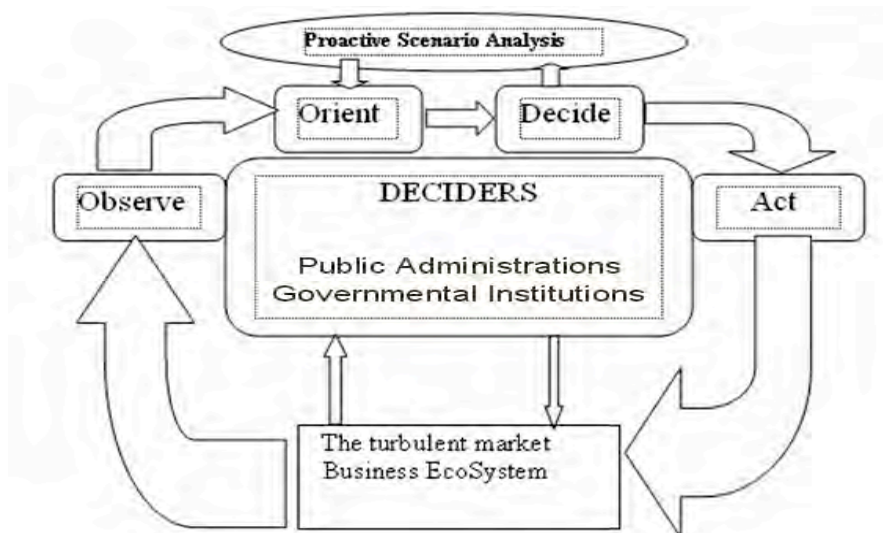 Proactive Scenario Analysis
Orient
Decide
Observe
DECIDERS
Act
Public Administrations
Governmental Institutions
The turbulent market
Business EcoSystem